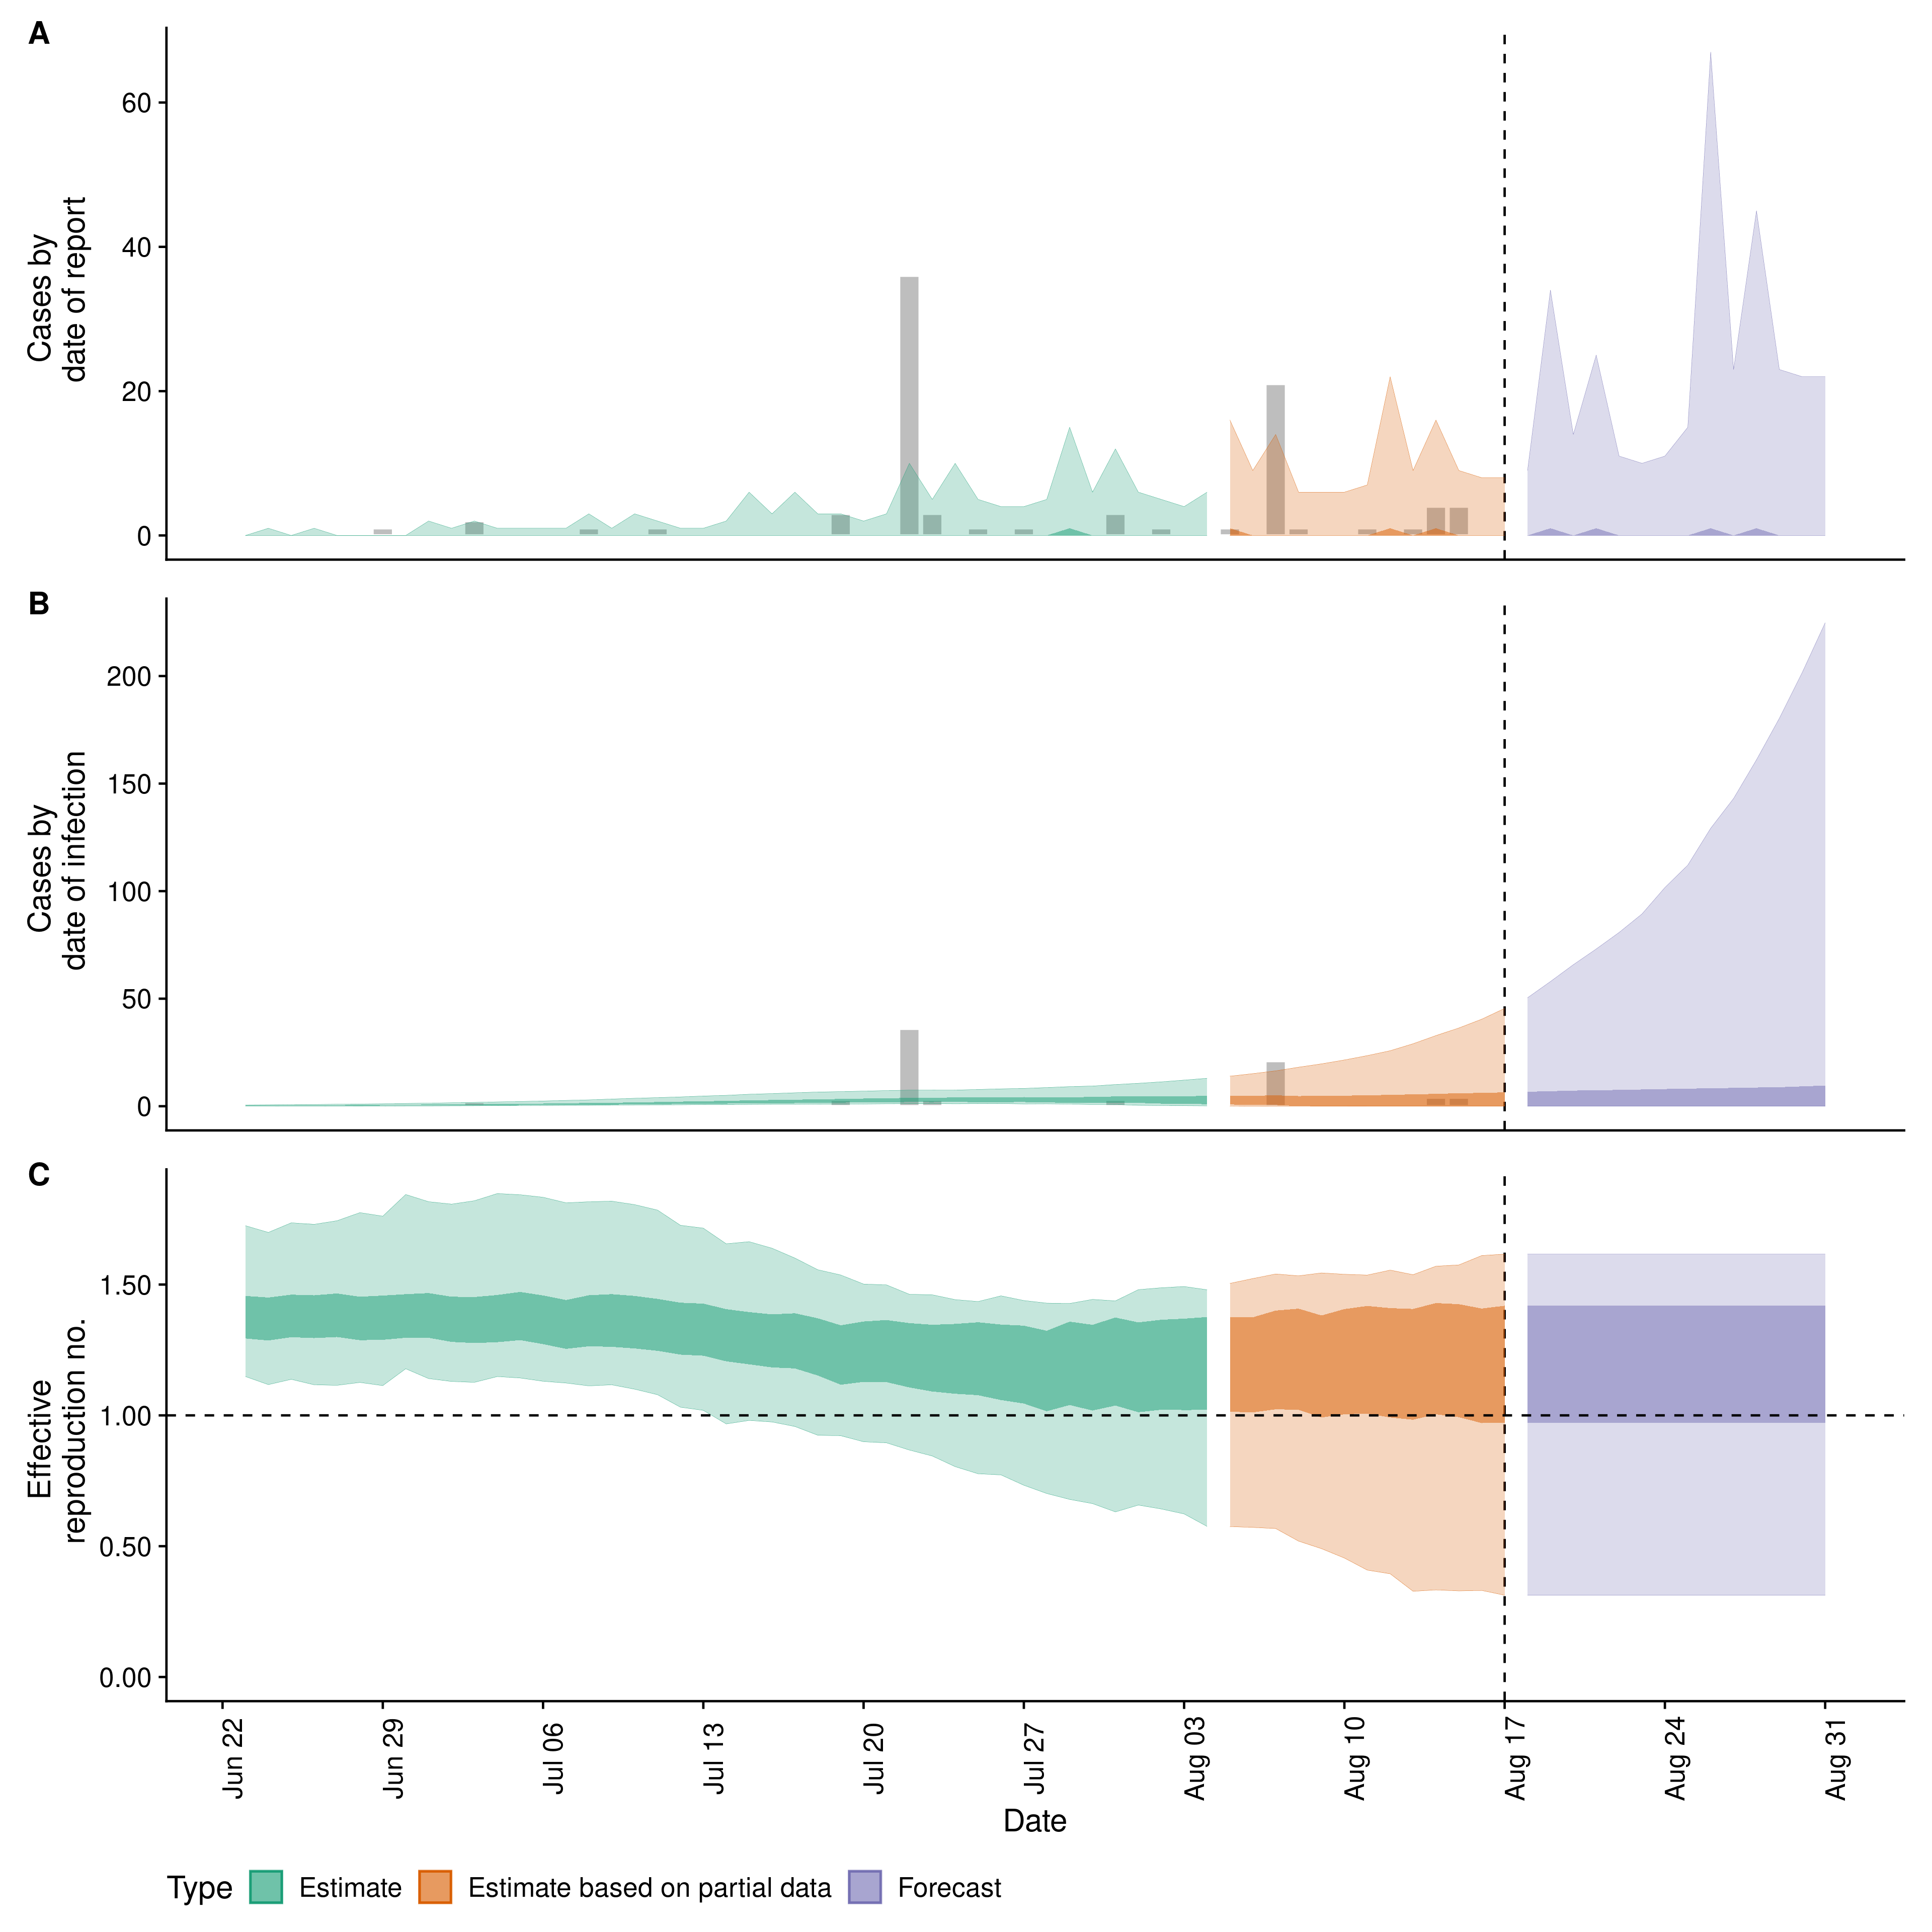 A
Cases by
date of report
60
40
20
0
B
Cases by
date of infection
200
150
100
50
0
C
Effective
reproduction no.
1.50
1.00
0.50
0.00
Jun 22
Jun 29
Jul 06
Jul 13
Jul 20
Jul 27
Aug 03
Aug 10
Aug 17
Aug 24
Aug 31
Date
Type Estimate Estimate based on partial data Forecast